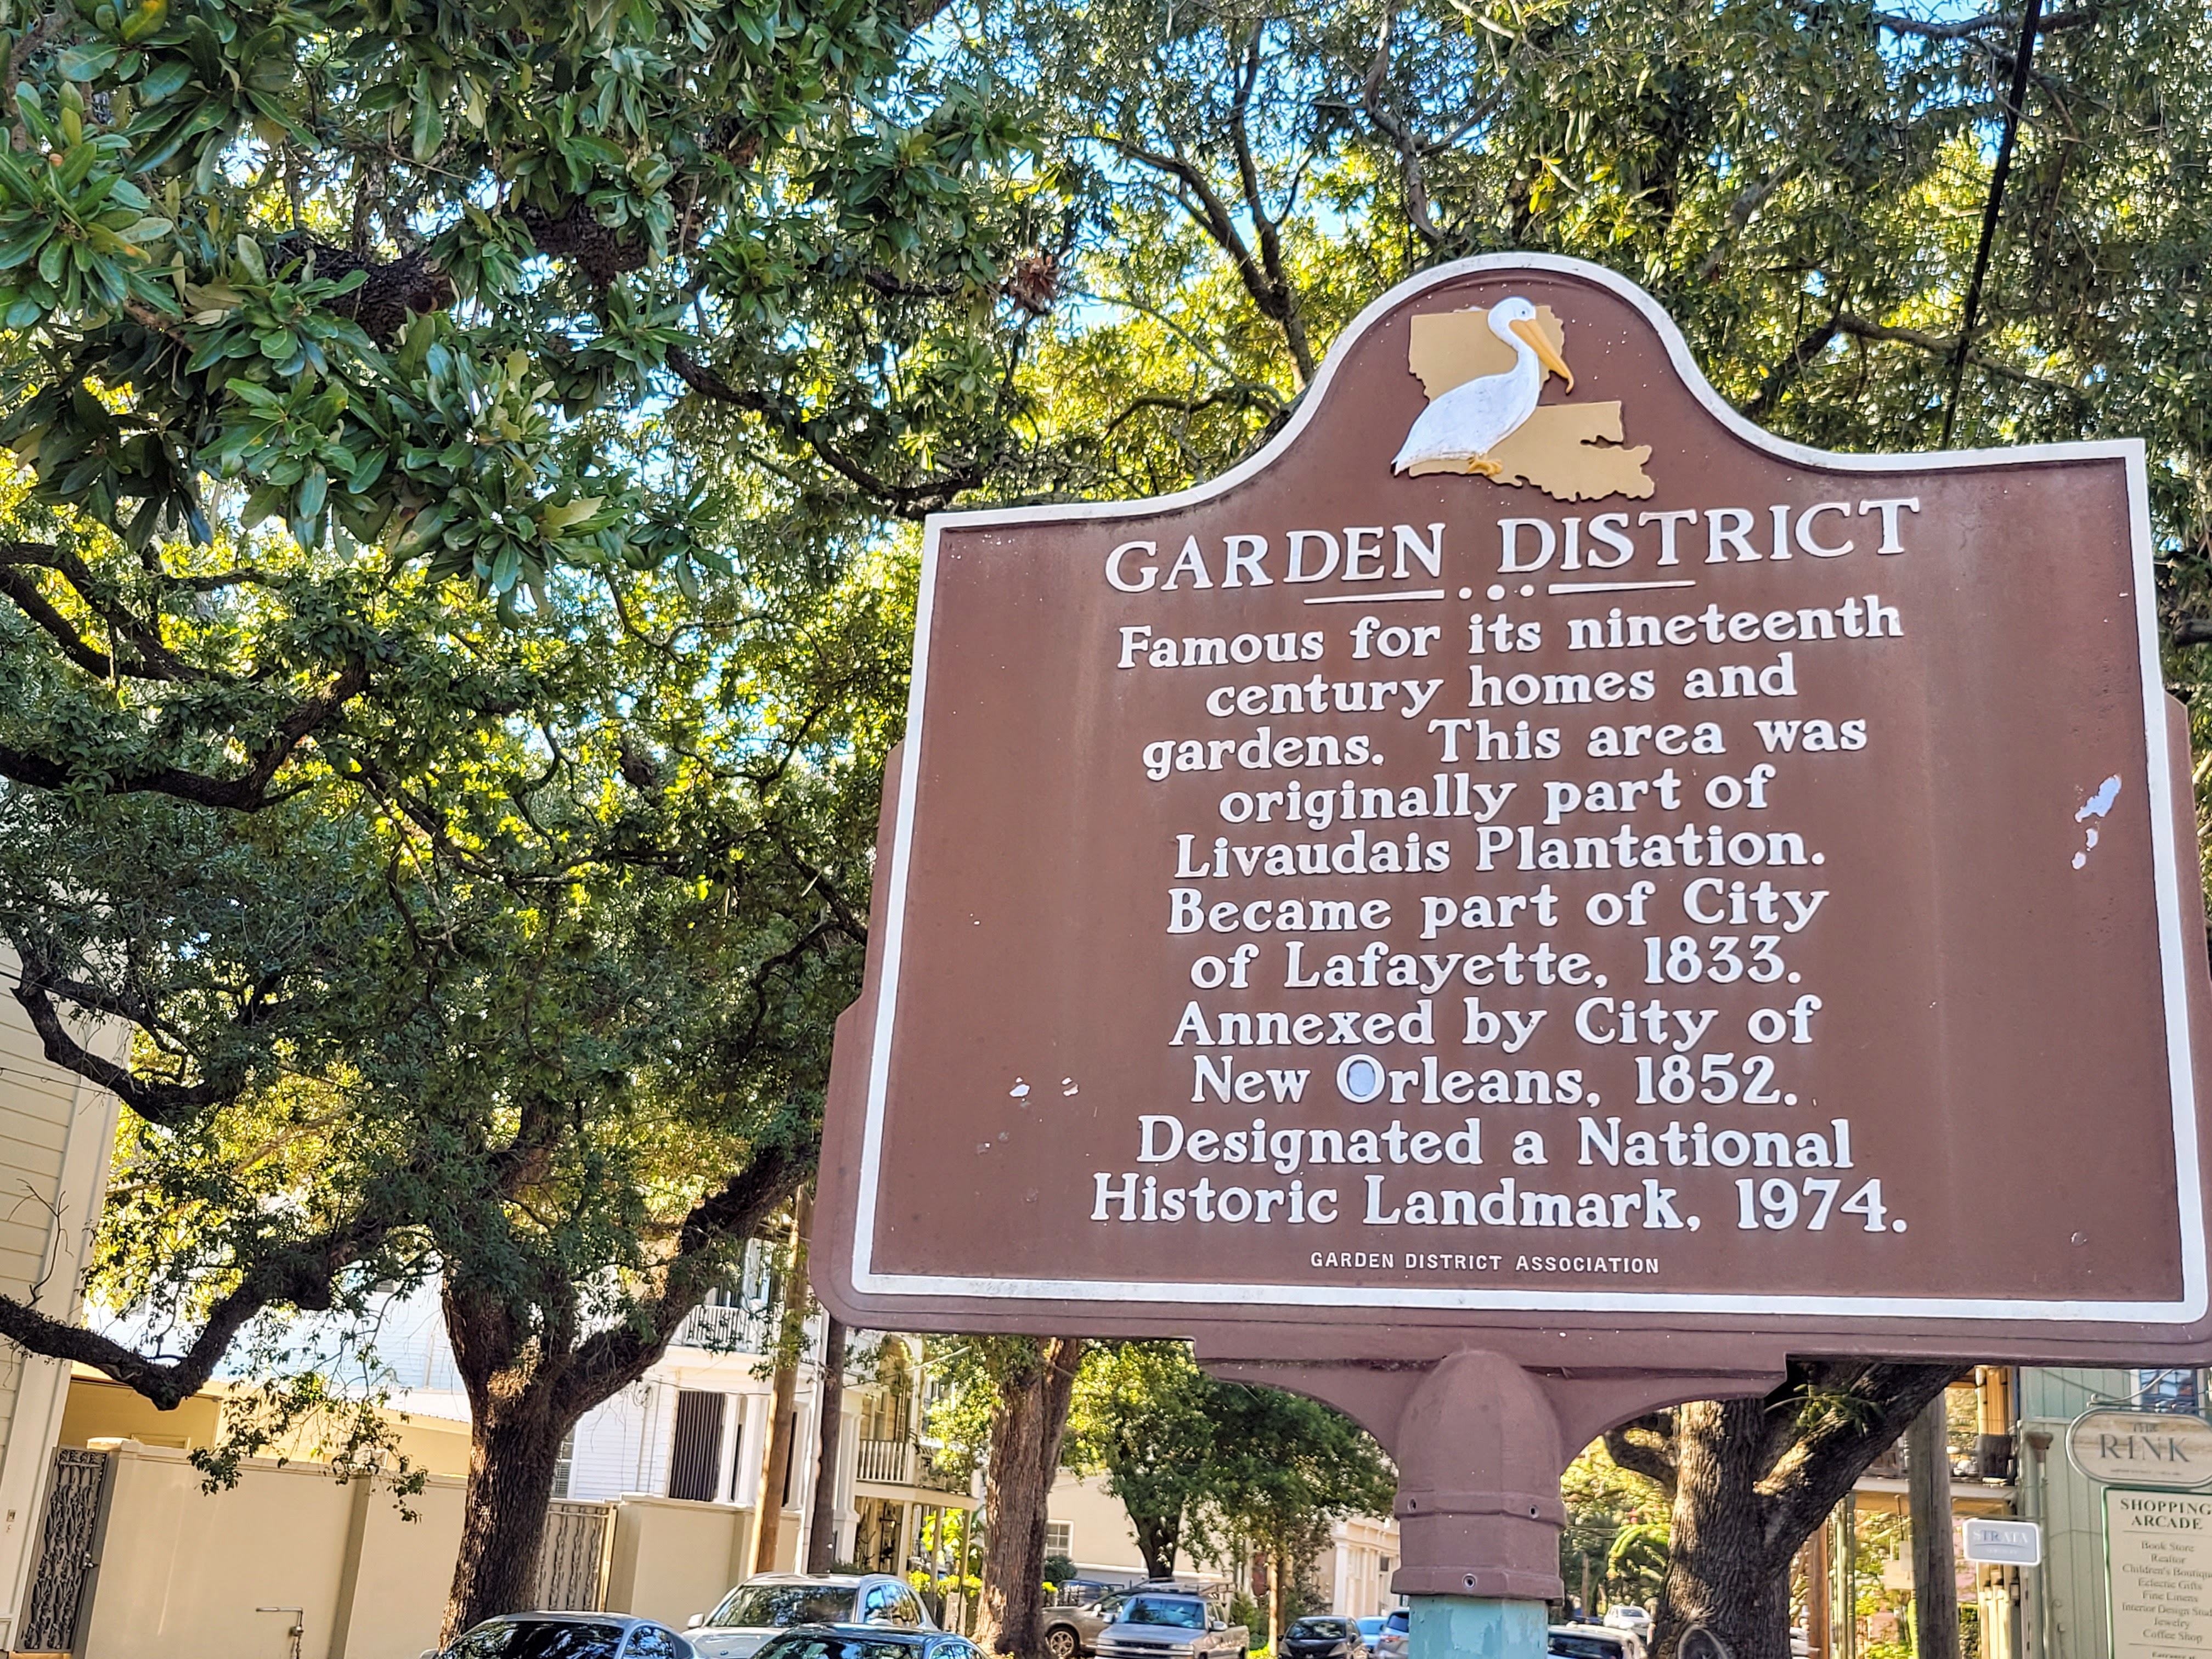 GARDEN DISTRICT
Famous for its nineteenth
century homes and
gardens. This area was
originally part of
Livaudais Plantation.
Became part of City
of Lafayette, 1833.
Annexed by City of
New Orleans, 1852.
Designated a National
Historic Landmark, 1974.
GARDEN DISTRICT ASSOCIATION
THE
RINK
SHOPPING
ARCADE
Book Store
Realtor
Children's Boutique
Eclectic Gifts
Fine Linens
Interior Design
Jewelry
Coffee Shop
STRATA